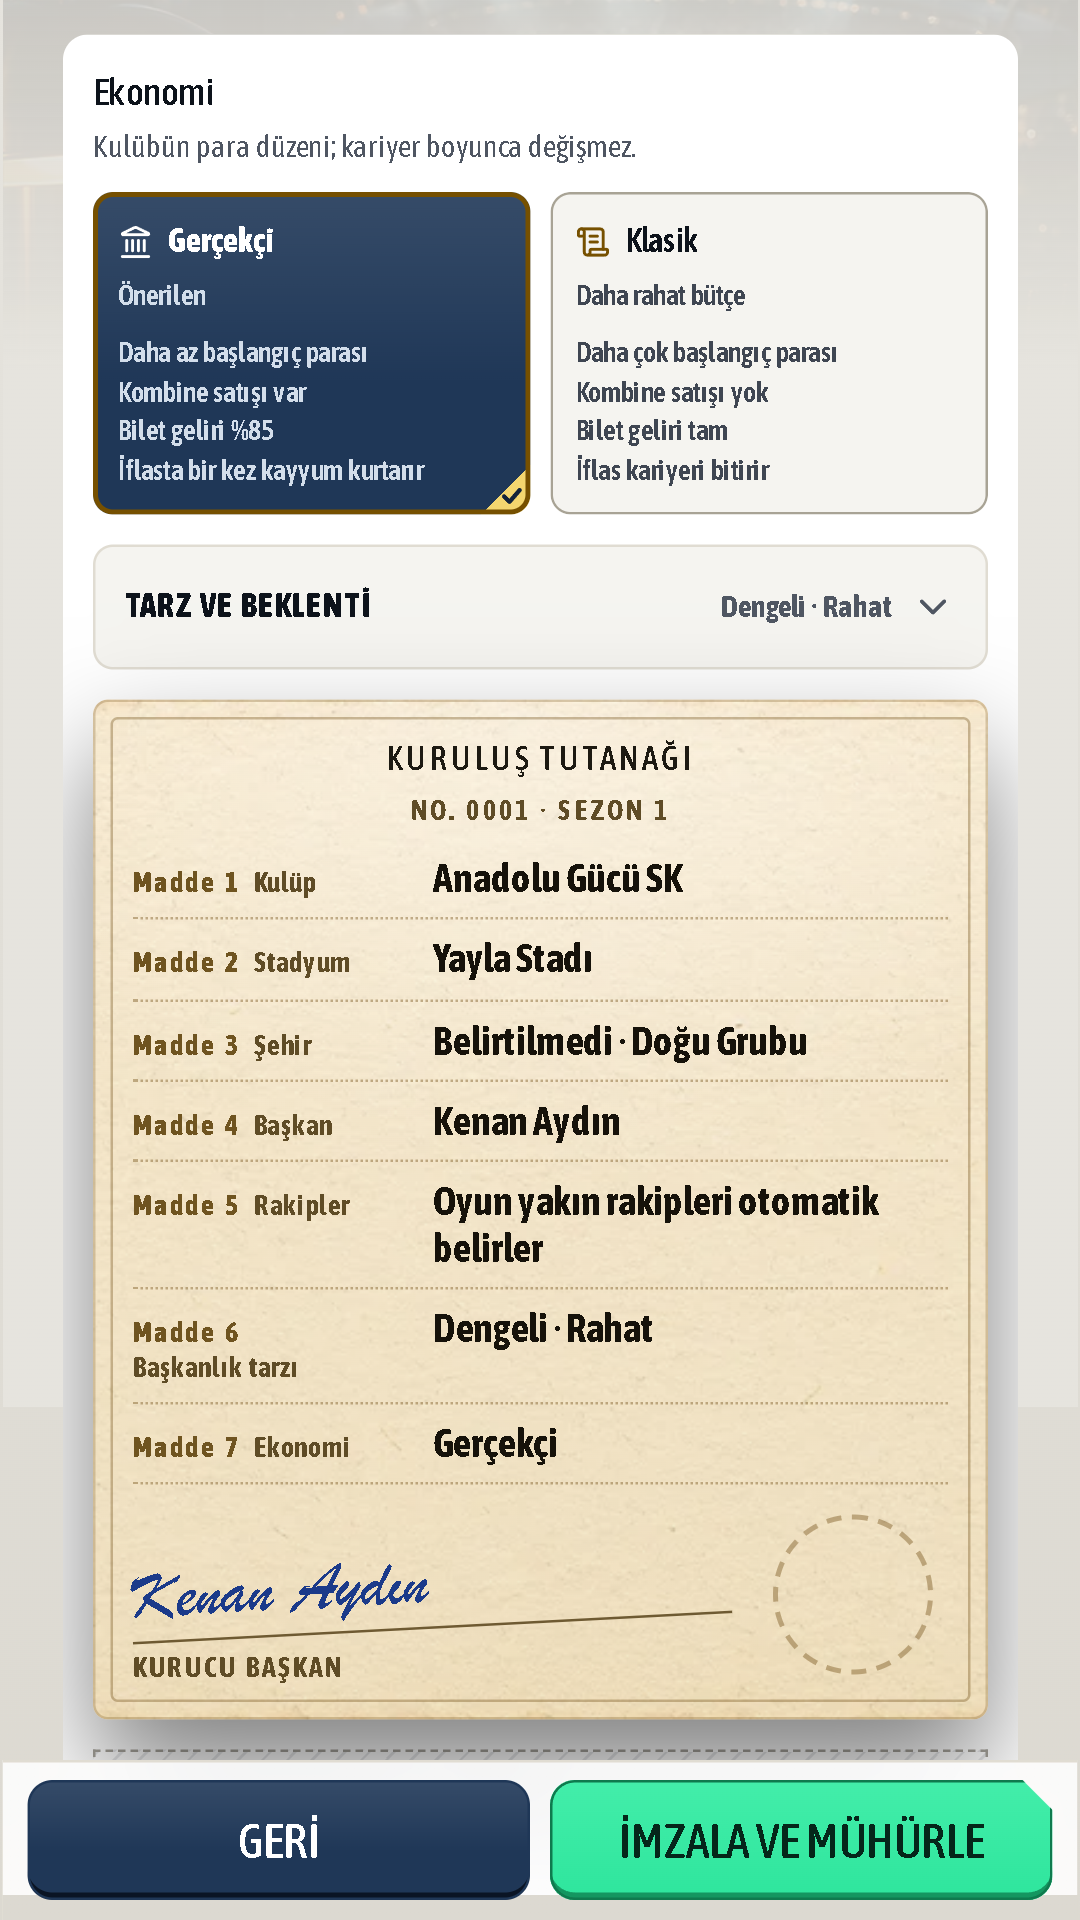 Ekonomi
Kulübün para düzeni; kariyer boyunca değişmez.
Gerçekçi
Önerilen
Daha az başlangıç parası
Kombine satışı var
Bilet geliri %85
İflasta bir kez kayyum kurtarır
Klasik
Daha rahat bütçe
Daha çok başlangıç parası
Kombine satışı yok
Bilet geliri tam
İflas kariyeri bitirir
TARZ VE BEKLENTİ
Dengeli · Rahat
KURULUŞ TUTANAĞI
NO. 0001 · SEZON 1
Madde 1 Kulüp Anadolu Gücü SK
Madde 2 Stadyum Yayla Stadı
Madde 3 Şehir Belirtilmedi · Doğu Grubu
Madde 4 Başkan Kenan Aydın
Madde 5 Rakipler Oyun yakın rakipleri otomatik
belirler
Madde 6 Dengeli · Rahat
Başkanlık tarzı
Madde 7 Ekonomi Gerçekçi
Kenan Aydın
KURUCU BAŞKAN
GERİ
İMZALA VE MÜHÜRLE